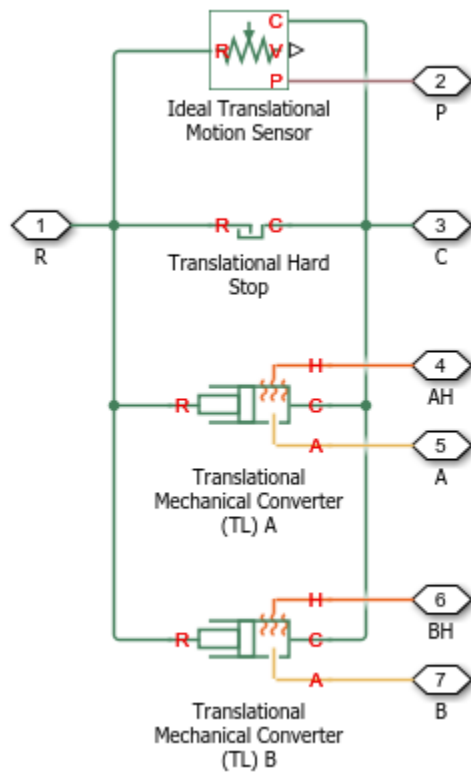 C
R V
P 2
Ideal Translational
Motion Sensor
P
1 R C 3
R
Translational Hard
Stop
C
H 4
AH
R C
A 5
A
Translational
Mechanical Converter
(TL) A
H 6
BH
R C
A 7
B
Translational
Mechanical Converter
(TL) B